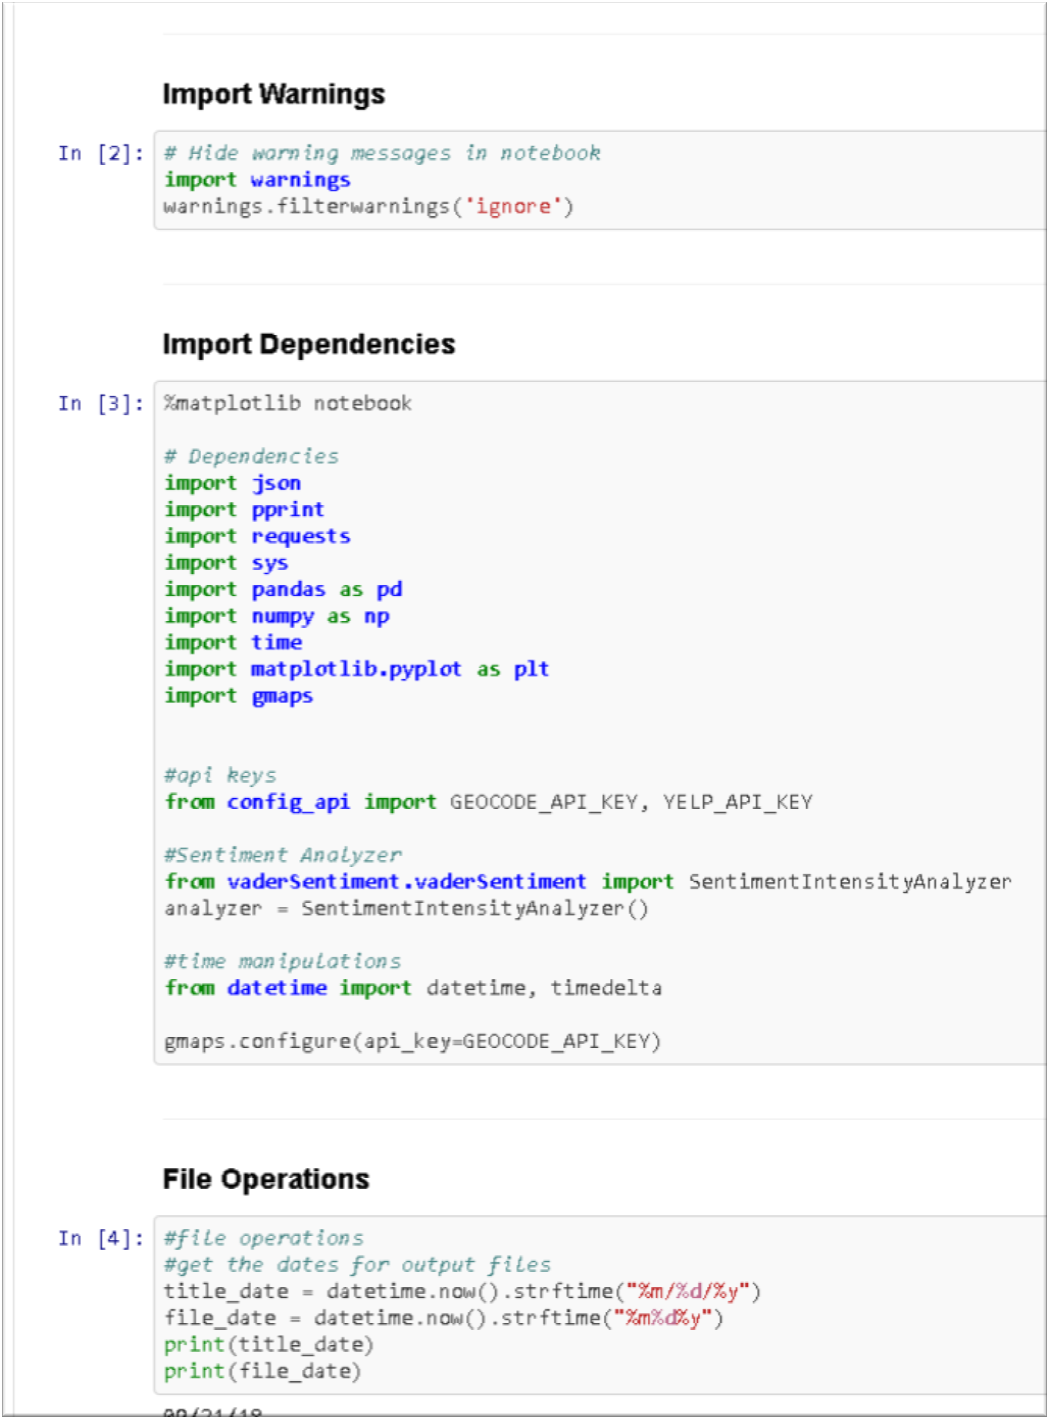 Import Warnings
In [2]: # Hide warning messages in notebook
import warnings
warnings.filterwarnings('ignore')
Import Dependencies
In [3]: %matplotlib notebook
# Dependencies
import json
import pprint
import requests
import sys
import pandas as pd
import numpy as np
import time
import matplotlib.pyplot as plt
import gmaps
#api keys
from config_api import GEOCODE_API_KEY, YELP_API_KEY
#Sentiment Analyzer
from vaderSentiment.vaderSentiment import SentimentIntensityAnalyzer
analyzer = SentimentIntensityAnalyzer()
#time manipulations
from datetime import datetime, timedelta
gmaps.configure(api_key=GEOCODE_API_KEY)
File Operations
In [4]: #file operations
#get the dates for output files
title_date = datetime.now().strftime("%m/%d/%y")
file_date = datetime.now().strftime("%m%d%y")
print(title_date)
print(file_date)